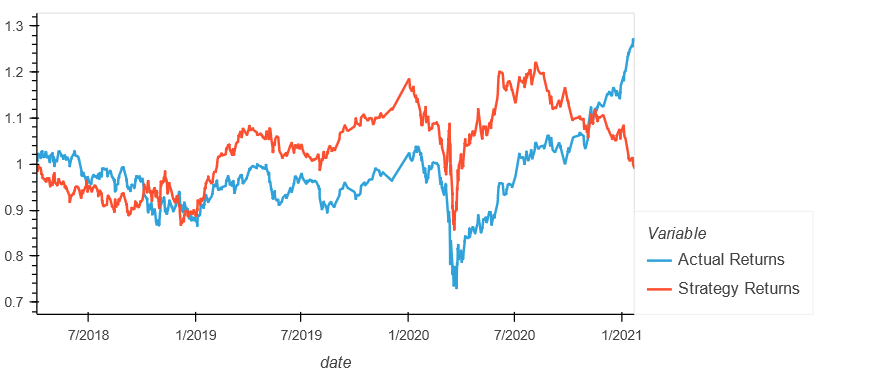 1.3
1.2
1.1
1
0.9
0.8
0.7
7/2018 1/2019 7/2019 1/2020 7/2020 1/2021
date
Variable
Actual Returns
Strategy Returns